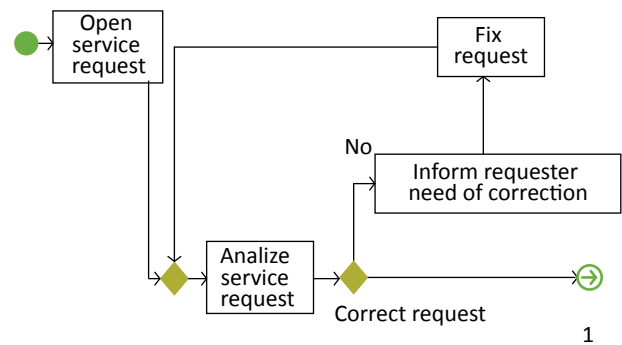 Open
service
request
Fix
request
No
Inform requester
need of correction
Analize
service
request
Correct request
1